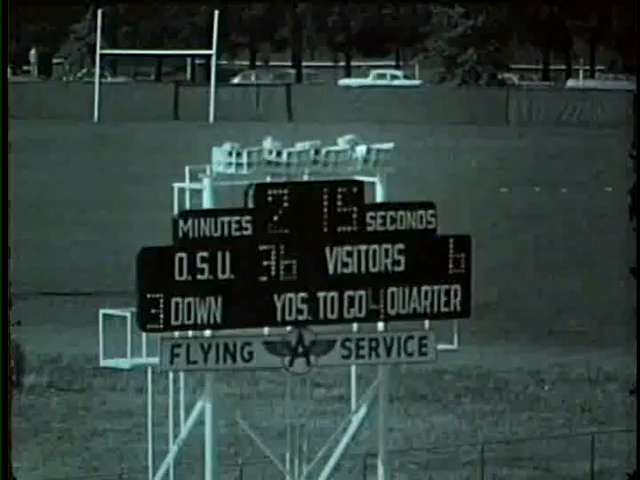 MINUTES 2 15 SECONDS
O.S.U. 36 VISITORS 6
3 DOWN YDS. TO GO 4 QUARTER
FLYING A SERVICE